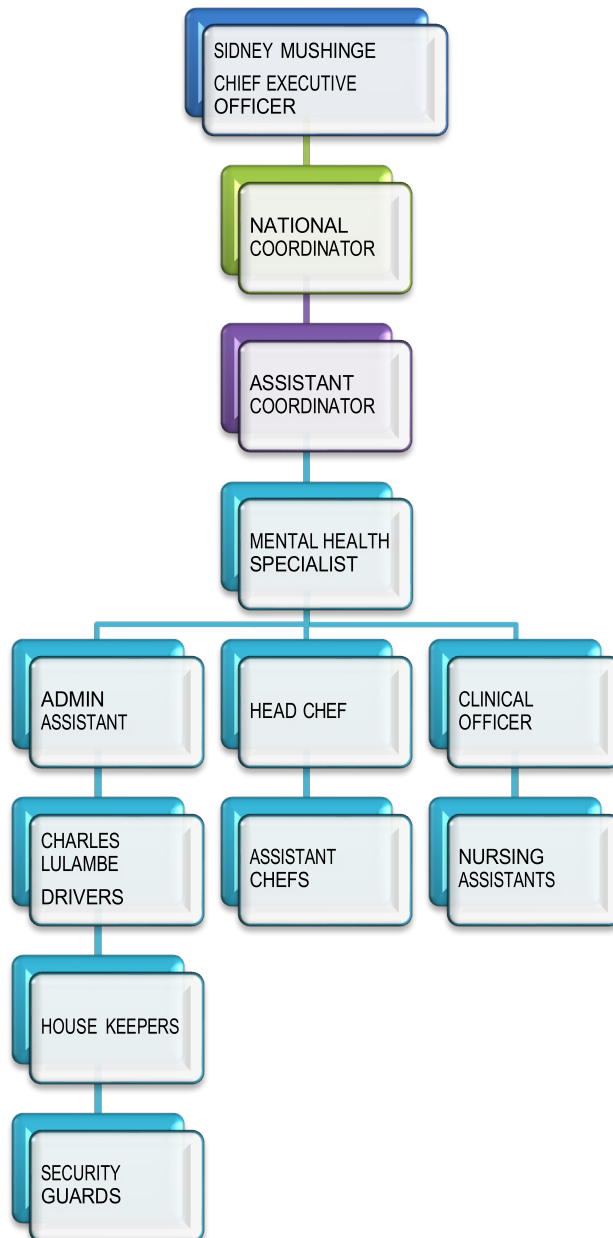 SIDNEY MUSHINGE
CHIEF EXECUTIVE
OFFICER
NATIONAL
COORDINATOR
ASSISTANT
COORDINATOR
MENTAL HEALTH
SPECIALIST
ADMIN
ASSISTANT
HEAD CHEF
CLINICAL
OFFICER
CHARLES
LULAMBE
DRIVERS
ASSISTANT
CHEFS
NURSING
ASSISTANTS
HOUSE KEEPERS
SECURITY
GUARDS